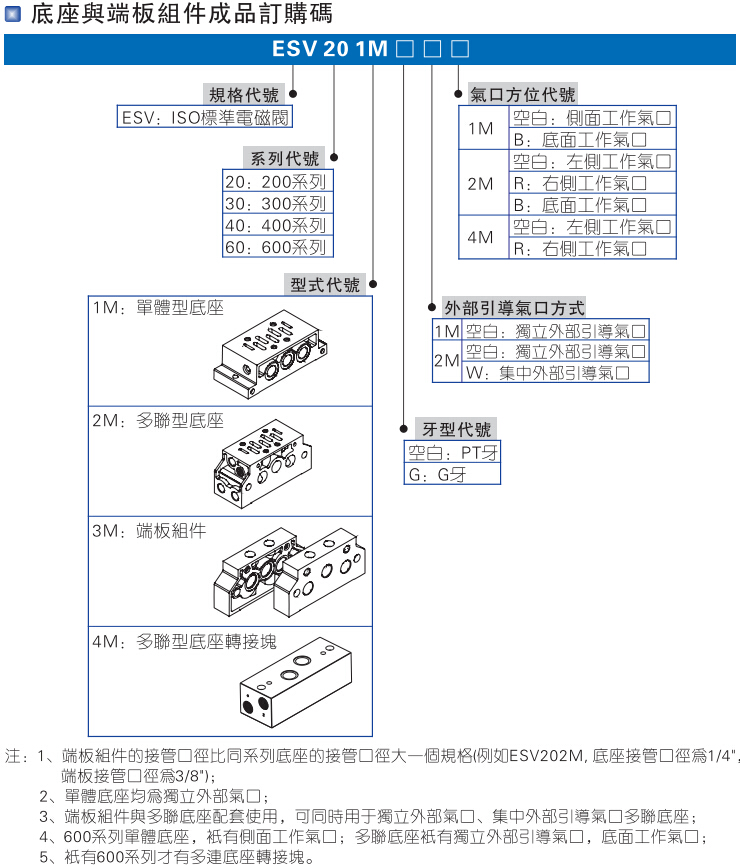 底座與端板組件成品訂購碼
ESV 20 1M □ □ □
規格代號
ESV：ISO標準電磁閥
系列代號
20：200系列
30：300系列
40：400系列
60：600系列
型式代號
1M：單體型底座
2M：多聯型底座
3M：端板組件
4M：多聯型底座轉接塊
氣口方位代號
1M
空白：側面工作氣口
B：底面工作氣口
2M
空白：左側工作氣口
R：右側工作氣口
B：底面工作氣口
4M
空白：左側工作氣口
R：右側工作氣口
外部引導氣口方式
1M 空白：獨立外部引導氣口
2M
空白：獨立外部引導氣口
W：集中外部引導氣口
牙型代號
空白：PT牙
G：G牙
注：1、端板組件的接管口徑比同系列底座的接管口徑大一個規格(例如ESV202M, 底座接管口徑爲1/4",
端板接管口徑爲3/8")；
2、單體底座均爲獨立外部氣口；
3、端板組件與多聯底座配套使用，可同時用于獨立外部氣口、集中外部引導氣口多聯底座；
4、600系列單體底座，衹有側面工作氣口；多聯底座衹有獨立外部引導氣口，底面工作氣口；
5、衹有600系列才有多連底座轉接塊。